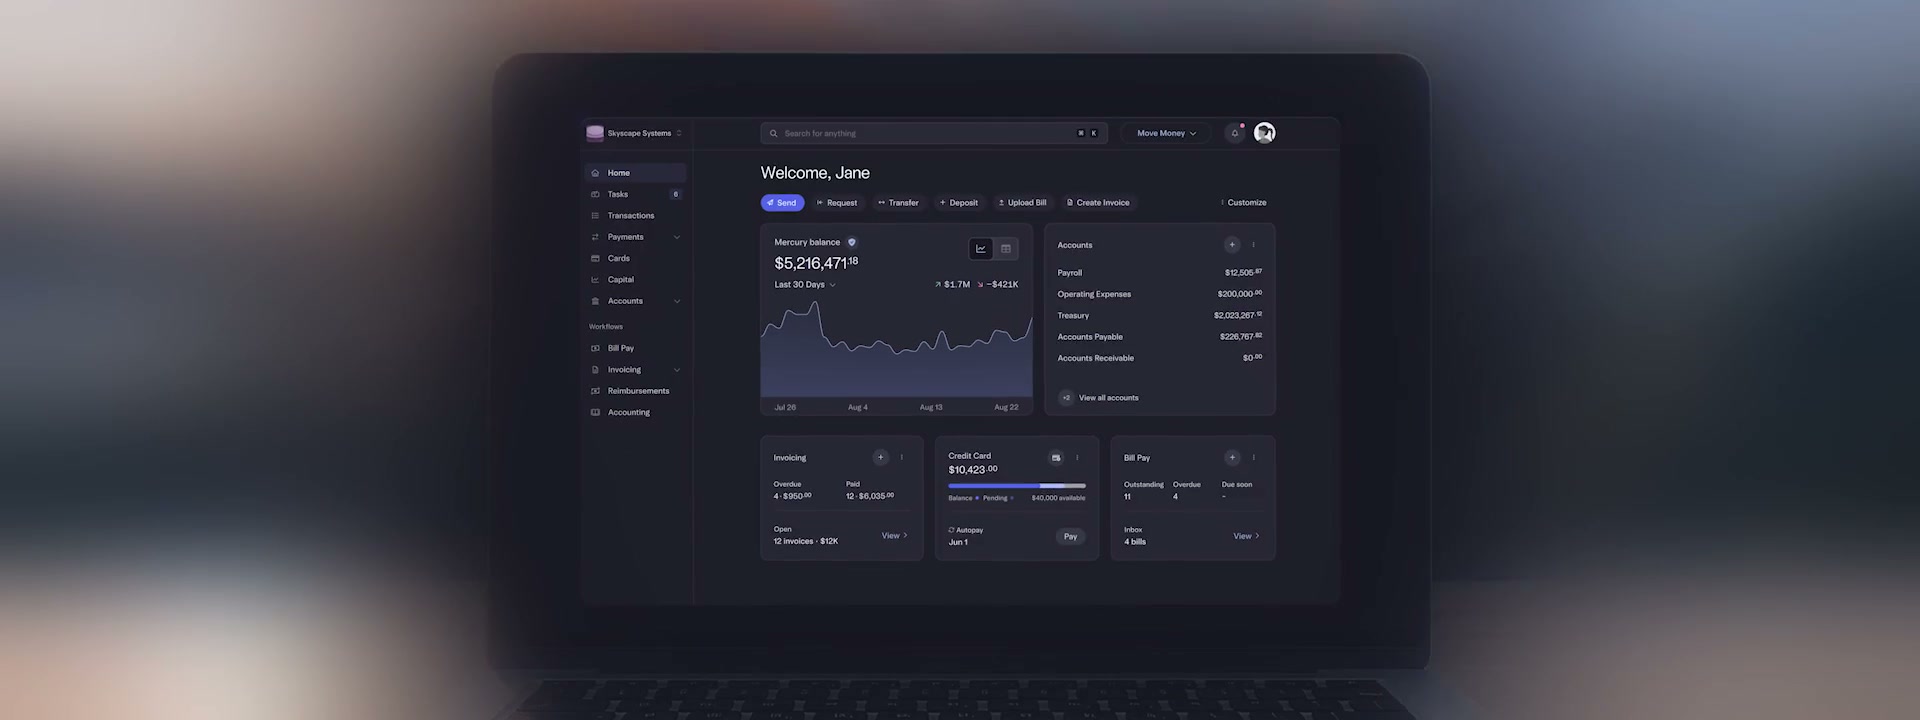 Skyscape Systems
Search for anything
⌘ K
Move Money
Home
Tasks 6
Transactions
Payments
Cards
Capital
Accounts
Workflows
Bill Pay
Invoicing
Reimbursements
Accounting
Welcome, Jane
Send Request Transfer Deposit Upload Bill Create Invoice Customize
Mercury balance
$5,216,471.18
Last 30 Days $1.7M −$421K
Jul 26 Aug 4 Aug 13 Aug 22
Accounts
Payroll $12,505.87
Operating Expenses $200,000.00
Treasury $2,023,267.12
Accounts Payable $226,767.82
Accounts Receivable $0.00
+2 View all accounts
Invoicing
Overdue Paid
4 · $950.00 12 · $6,035.00
Open
12 invoices · $12K View
Credit Card
$10,423.00
Balance Pending $40,000 available
Autopay
Jun 1 Pay
Bill Pay
Outstanding Overdue Due soon
11 4 -
Inbox
4 bills View